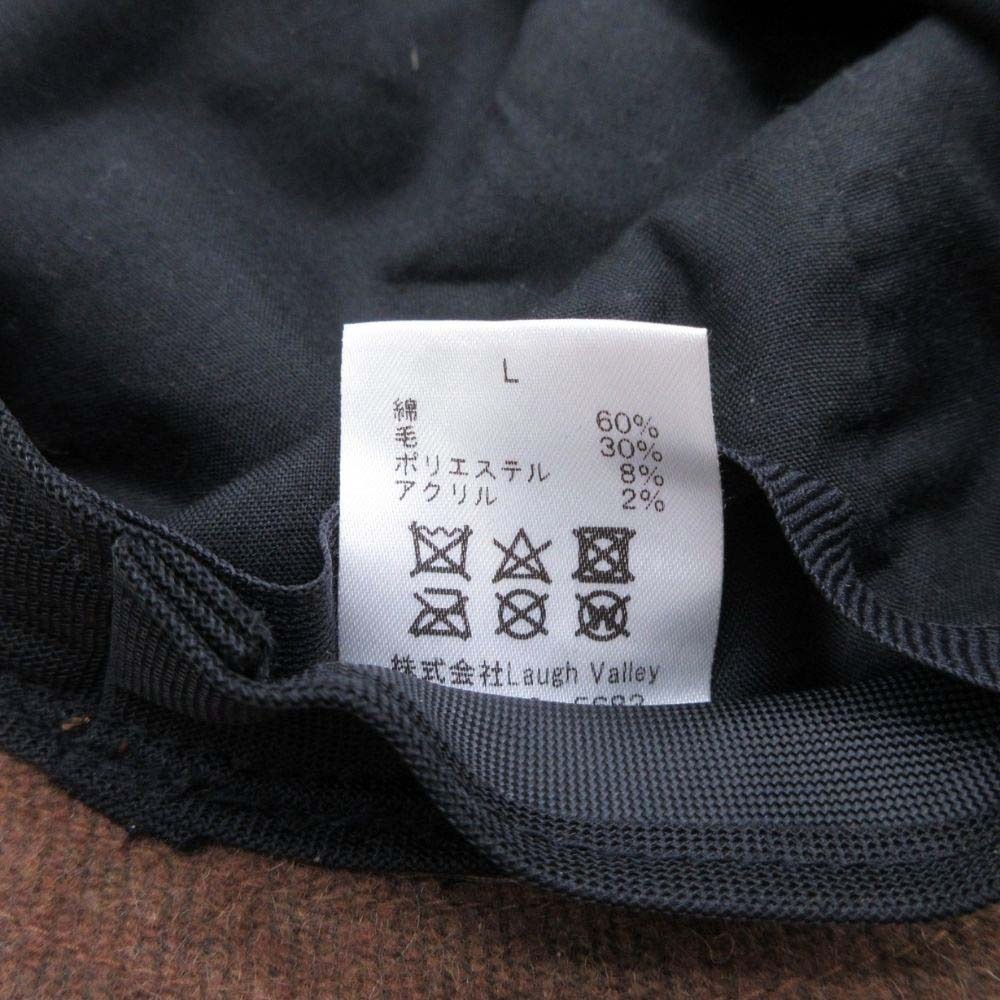 L
綿 60%
毛 30%
ポリエステル 8%
アクリル 2%
株式会社Laugh Valley